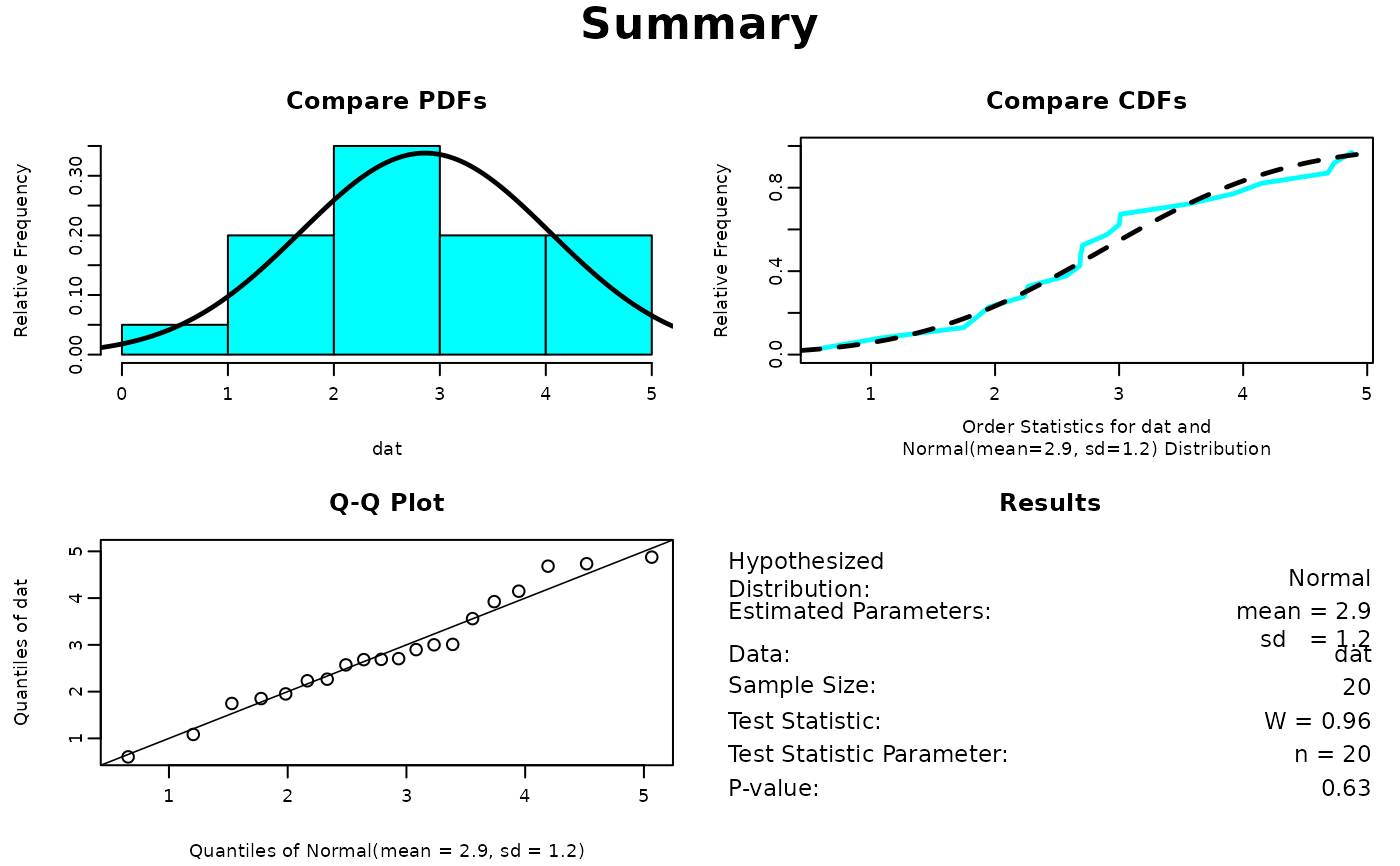 Summary
Compare PDFs
Relative Frequency
0.00
0.10
0.20
0.30
0
1
2
3
4
5
dat
Compare CDFs
Relative Frequency
0.0
0.4
0.8
1
2
3
4
5
Order Statistics for dat and
Normal(mean=2.9, sd=1.2) Distribution
Q-Q Plot
Quantiles of dat
1
2
3
4
5
1
2
3
4
5
Quantiles of Normal(mean = 2.9, sd = 1.2)
Results
Hypothesized
Distribution:
Normal
Estimated Parameters:
mean = 2.9
sd   = 1.2
Data:
dat
Sample Size:
20
Test Statistic:
W = 0.96
Test Statistic Parameter:
n = 20
P-value:
0.63